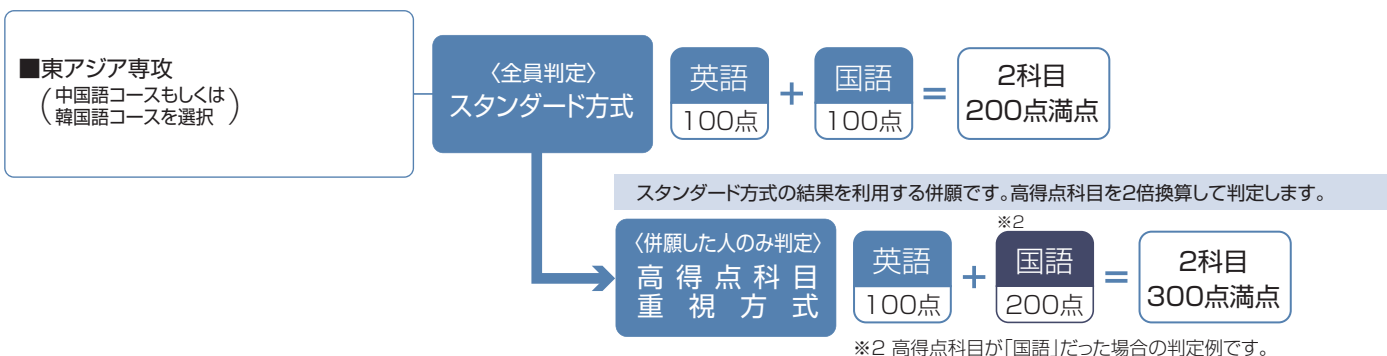 ■東アジア専攻
(中国語コースもしくは
韓国語コースを選択)
〈全員判定〉
スタンダード方式
英語
100点
+
国語
100点
=
2科目
200点満点
スタンダード方式の結果を利用する併願です。高得点科目を2倍換算して判定します。
〈併願した人のみ判定〉
高得点科目
重視方式
英語
100点
+
※2
国語
200点
=
2科目
300点満点
※2 高得点科目が「国語」だった場合の判定例です。